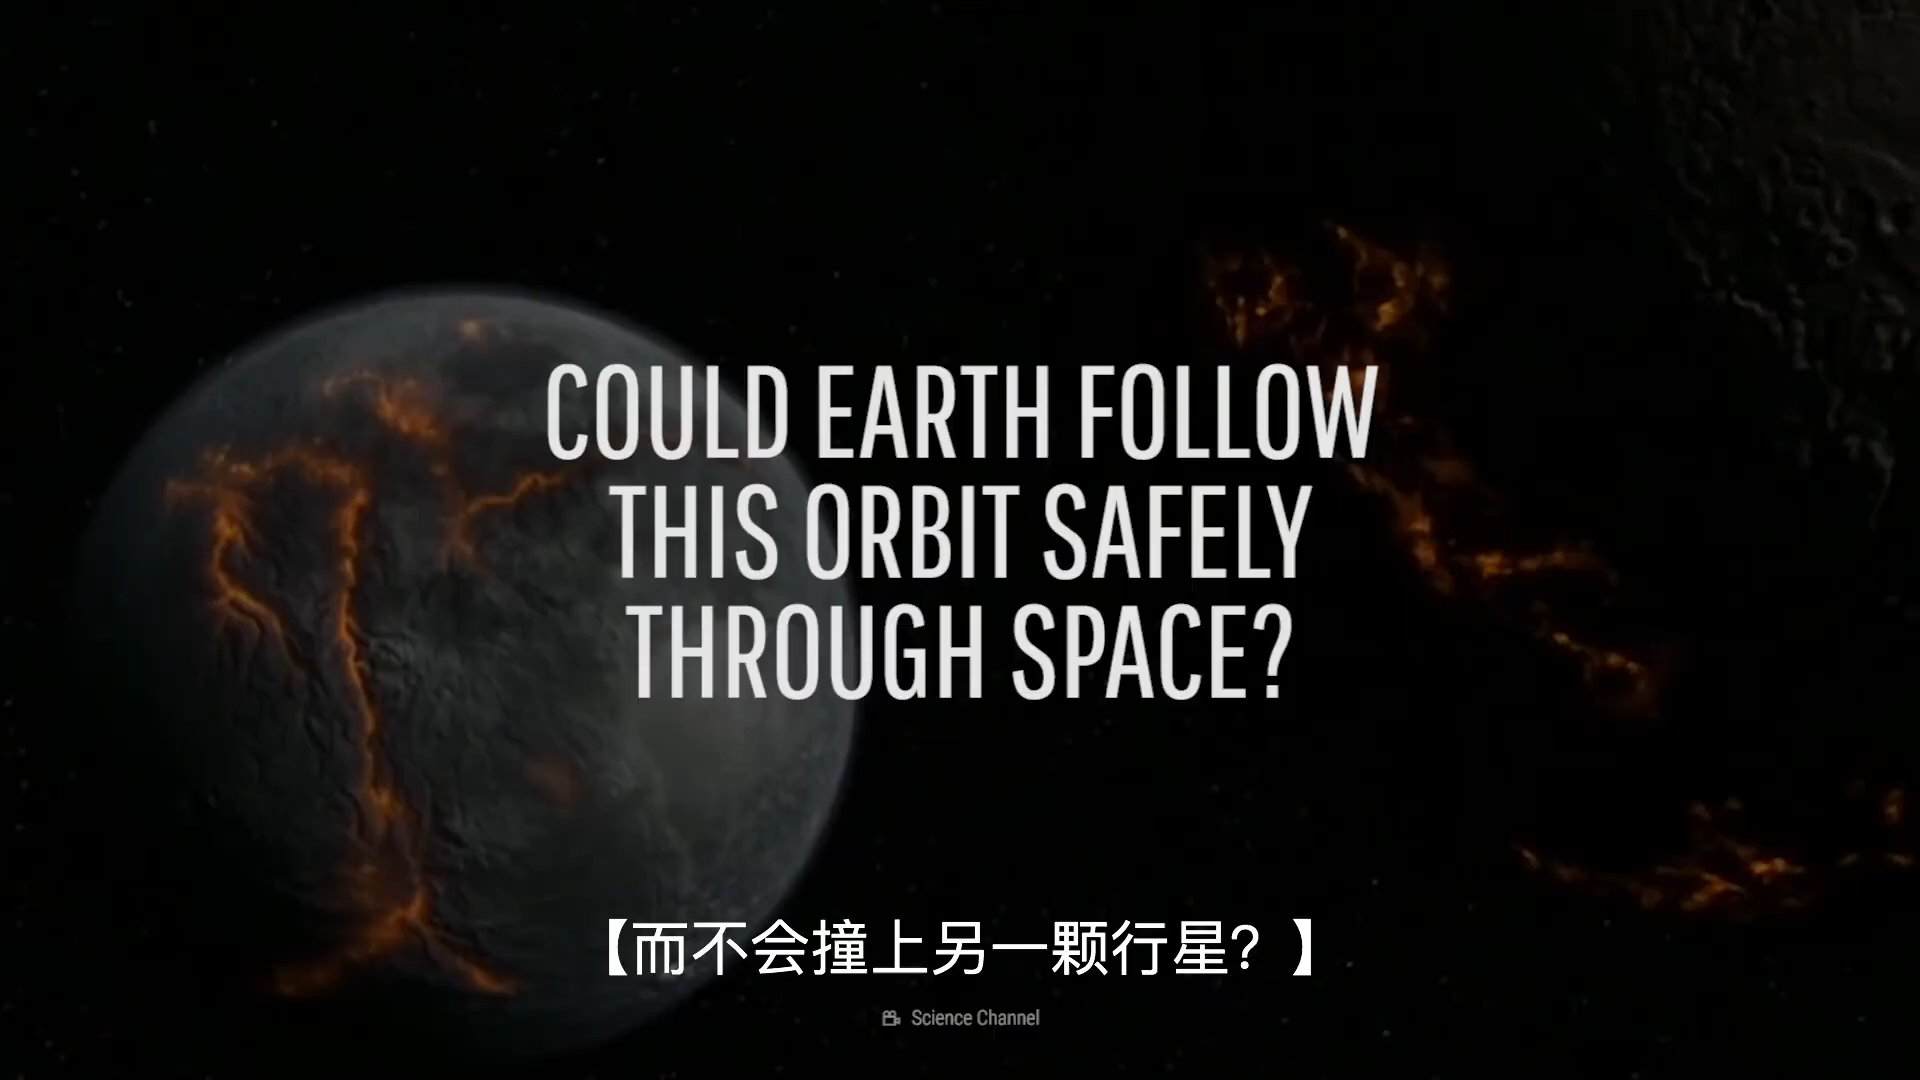 COULD EARTH FOLLOW
THIS ORBIT SAFELY
THROUGH SPACE?
【而不会撞上另一颗行星？】
Science Channel